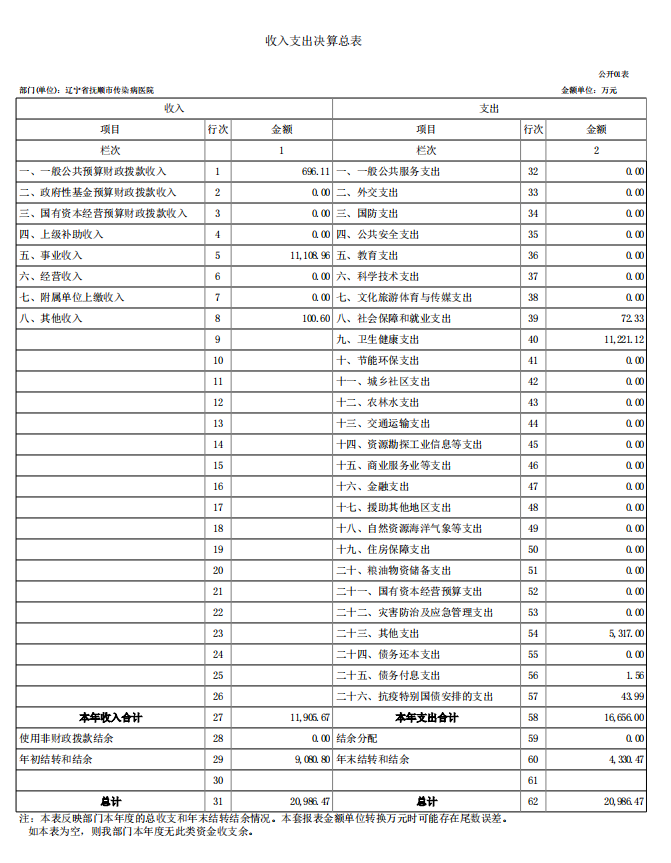 收入支出决算总表
公开01表
部门(单位)：辽宁省抚顺市传染病医院 金额单位：万元
收入 支出
项目 行次 金额 项目 行次 金额
栏次 1 栏次 2
一、一般公共预算财政拨款收入 1 696.11 一、一般公共服务支出 32 0.00
二、政府性基金预算财政拨款收入 2 0.00 二、外交支出 33 0.00
三、国有资本经营预算财政拨款收入 3 0.00 三、国防支出 34 0.00
四、上级补助收入 4 0.00 四、公共安全支出 35 0.00
五、事业收入 5 11,108.96 五、教育支出 36 0.00
六、经营收入 6 0.00 六、科学技术支出 37 0.00
七、附属单位上缴收入 7 0.00 七、文化旅游体育与传媒支出 38 0.00
八、其他收入 8 100.60 八、社会保障和就业支出 39 72.33
9 九、卫生健康支出 40 11,221.12
10 十、节能环保支出 41 0.00
11 十一、城乡社区支出 42 0.00
12 十二、农林水支出 43 0.00
13 十三、交通运输支出 44 0.00
14 十四、资源勘探工业信息等支出 45 0.00
15 十五、商业服务业等支出 46 0.00
16 十六、金融支出 47 0.00
17 十七、援助其他地区支出 48 0.00
18 十八、自然资源海洋气象等支出 49 0.00
19 十九、住房保障支出 50 0.00
20 二十、粮油物资储备支出 51 0.00
21 二十一、国有资本经营预算支出 52 0.00
22 二十二、灾害防治及应急管理支出 53 0.00
23 二十三、其他支出 54 5,317.00
24 二十四、债务还本支出 55 0.00
25 二十五、债务付息支出 56 1.56
26 二十六、抗疫特别国债安排的支出 57 43.99
本年收入合计 27 11,905.67 本年支出合计 58 16,656.00
使用非财政拨款结余 28 0.00 结余分配 59 0.00
年初结转和结余 29 9,080.80 年末结转和结余 60 4,330.47
30 61
总计 31 20,986.47 总计 62 20,986.47
注：本表反映部门本年度的总收支和年末结转结余情况。本套报表金额单位转换万元时可能存在尾数误差。
如本表为空，则我部门本年度无此类资金收支余。